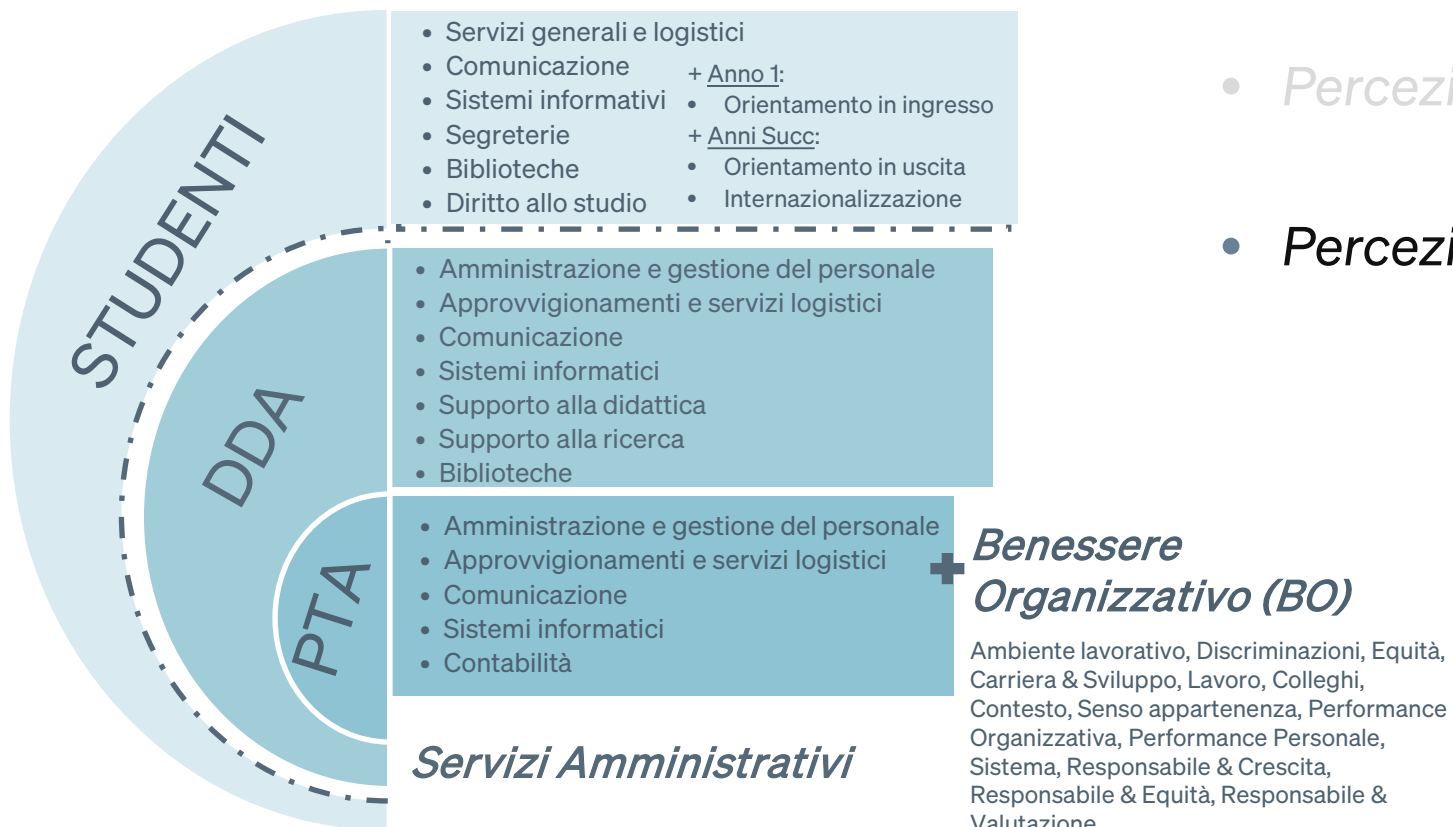 STUDENTI
• Servizi generali e logistici
• Comunicazione
• Sistemi informativi
• Segreterie
• Biblioteche
• Diritto allo studio
+ Anno 1:
• Orientamento in ingresso
+ Anni Succ:
• Orientamento in uscita
• Internazionalizzazione
DDA
• Amministrazione e gestione del personale
• Approvvigionamenti e servizi logistici
• Comunicazione
• Sistemi informatici
• Supporto alla didattica
• Supporto alla ricerca
• Biblioteche
PTA
• Amministrazione e gestione del personale
• Approvvigionamenti e servizi logistici
• Comunicazione
• Sistemi informatici
• Contabilità
Servizi Amministrativi
Benessere
Organizzativo (BO)
Ambiente lavorativo, Discriminazioni, Equità,
Carriera & Sviluppo, Lavoro, Colleghi,
Contesto, Senso appartenenza, Performance
Organizzativa, Performance Personale,
Sistema, Responsabile & Crescita,
Responsabile & Equità, Responsabile &
Valutazione